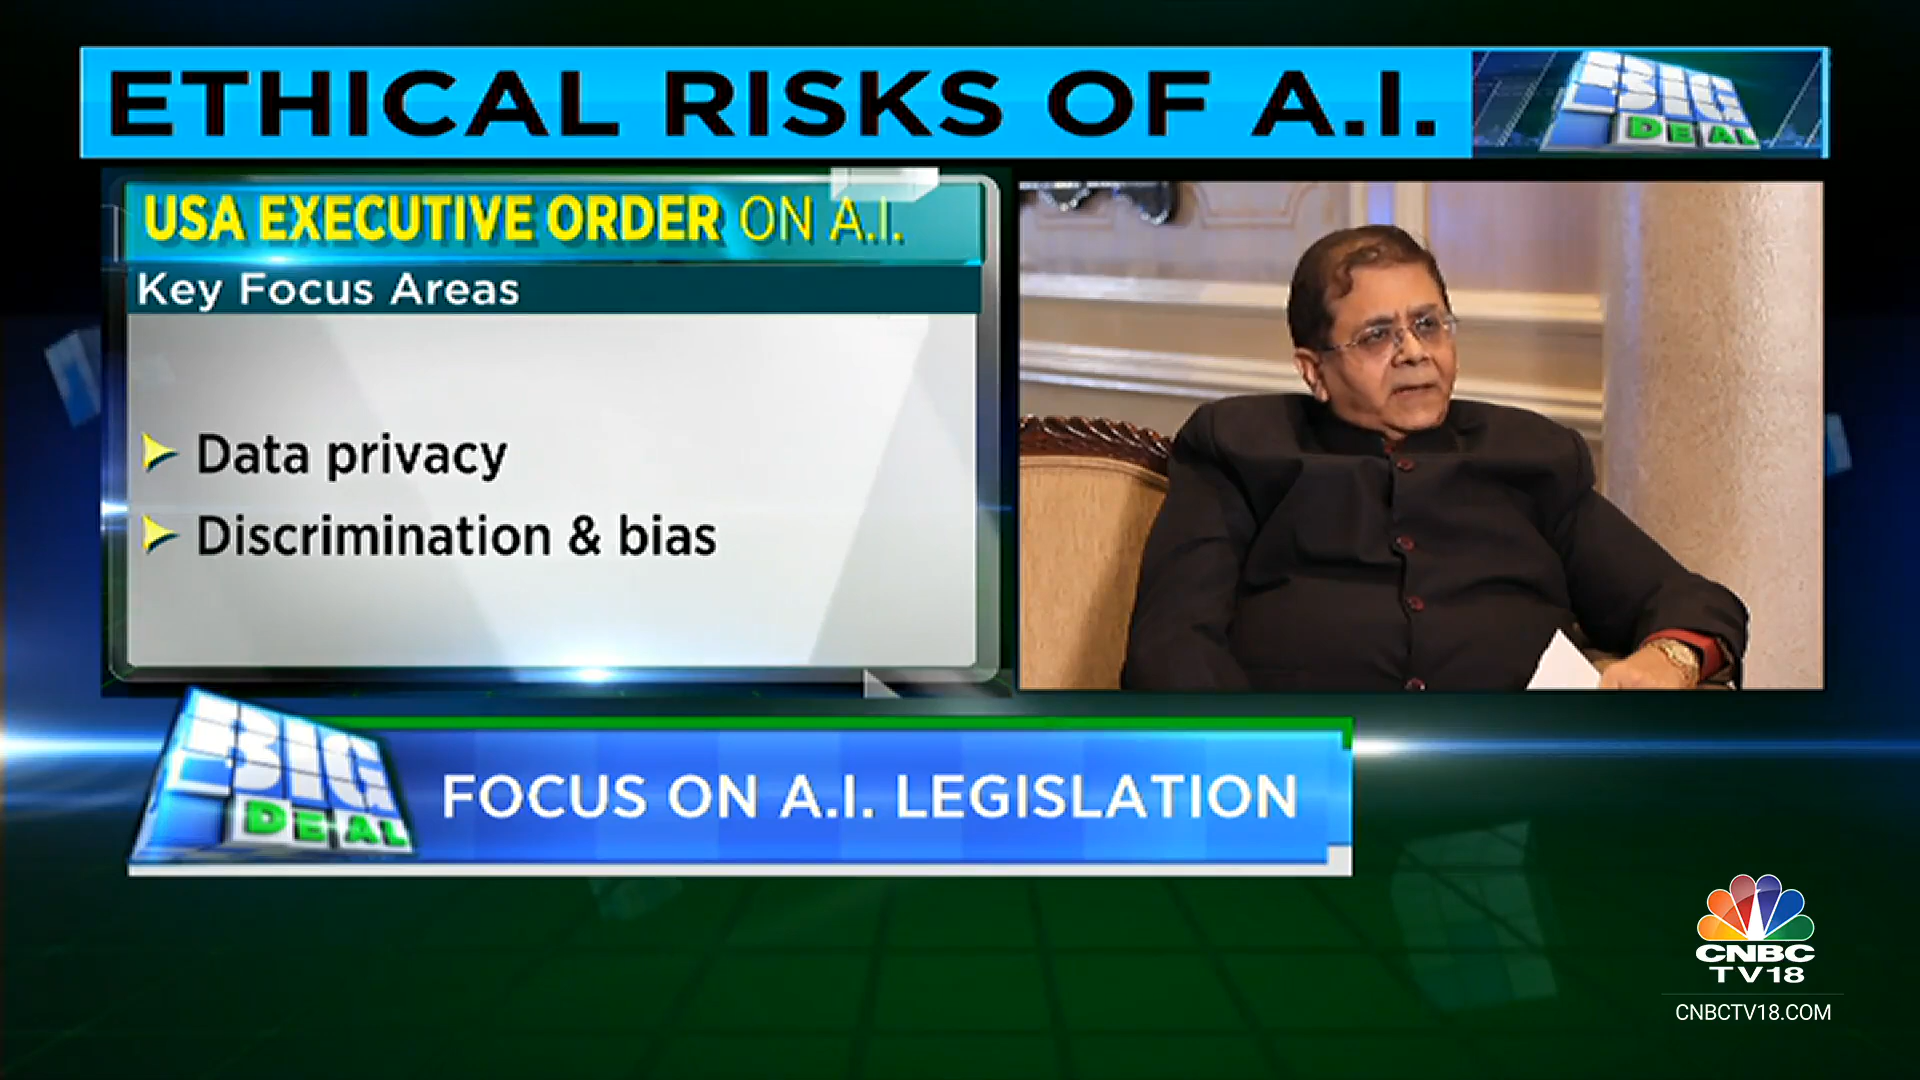 ETHICAL RISKS OF A.I.
BIG
DEAL
USA EXECUTIVE ORDER ON A.I.
Key Focus Areas
Data privacy
Discrimination & bias
BIG
DEAL
FOCUS ON A.I. LEGISLATION
CNBC
TV18
CNBCTV18.COM